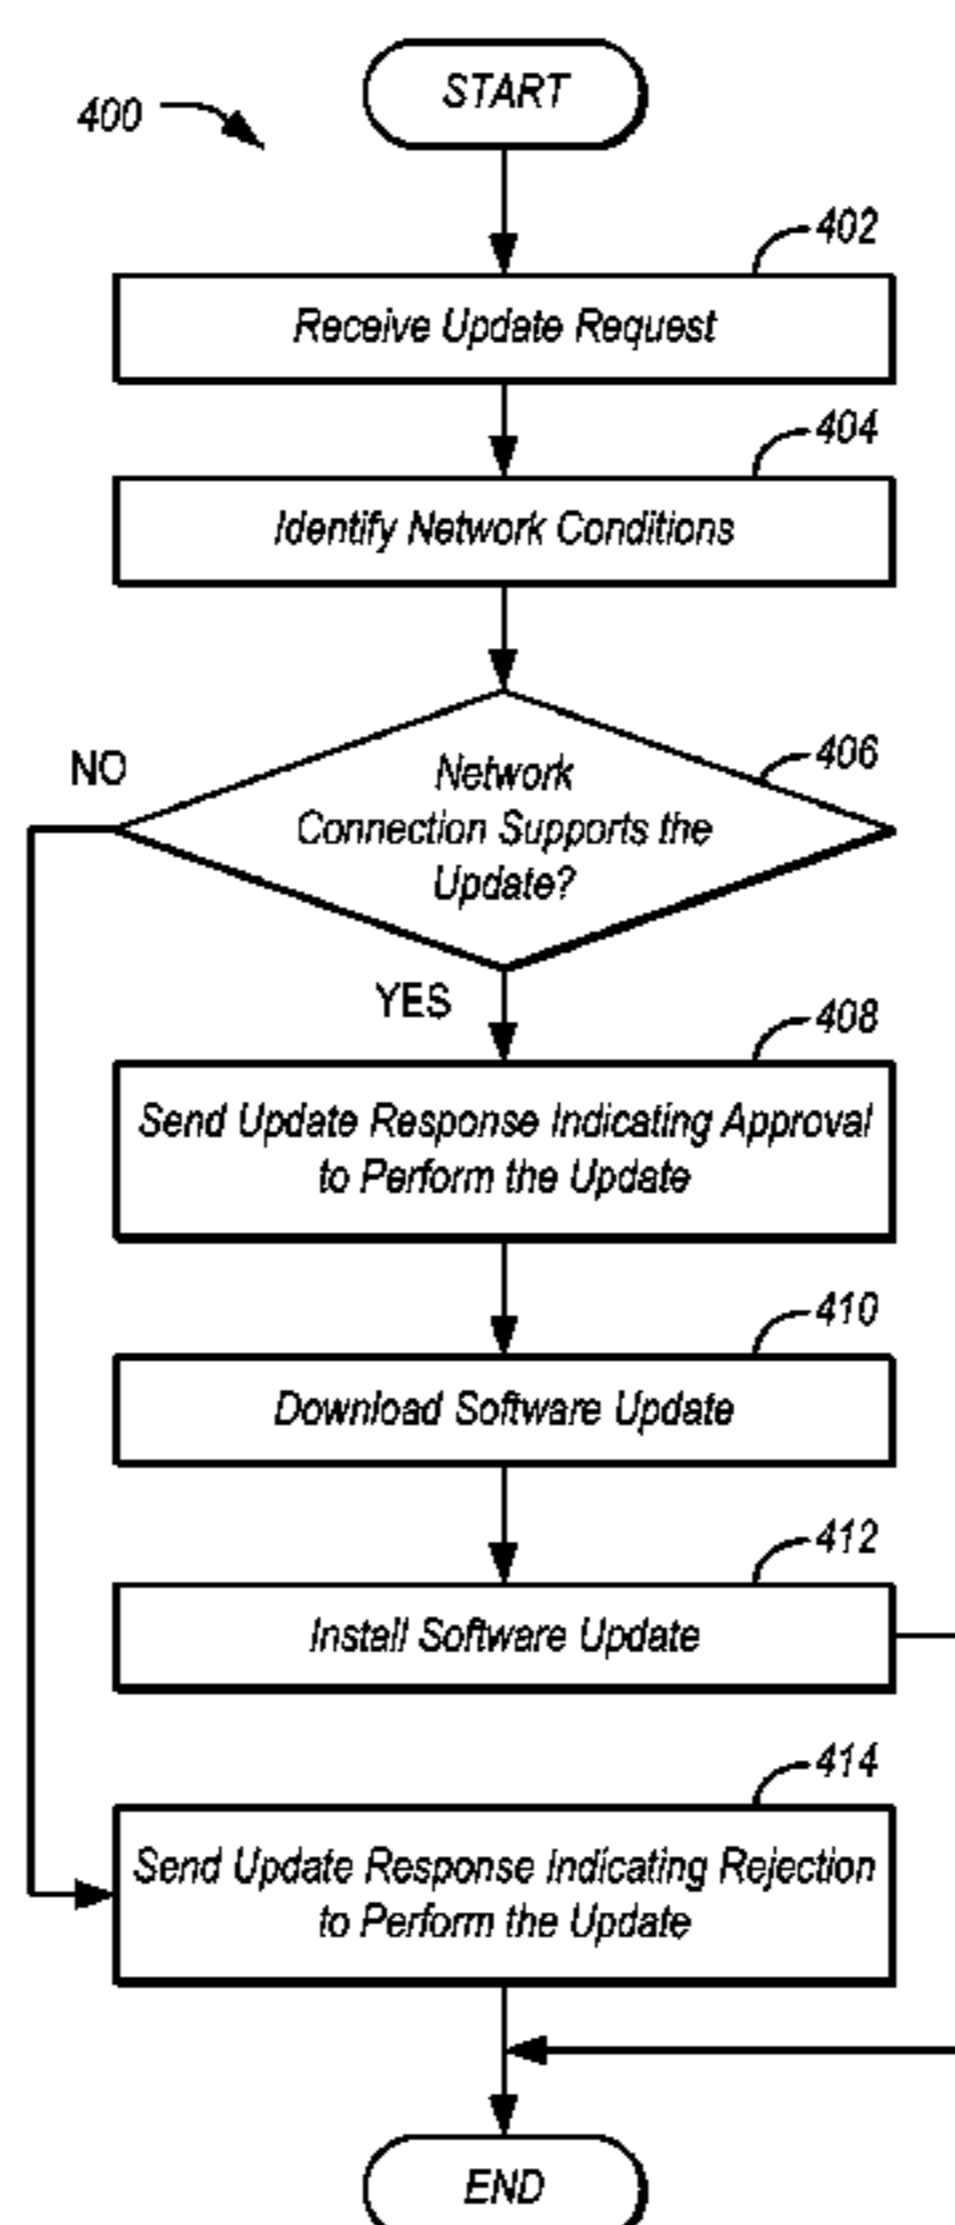 START
400
402
Receive Update Request
404
Identify Network Conditions
NO
406
Network
Connection Supports the
Update?
YES
408
Send Update Response Indicating Approval
to Perform the Update
410
Download Software Update
412
Install Software Update
414
Send Update Response Indicating Rejection
to Perform the Update
END